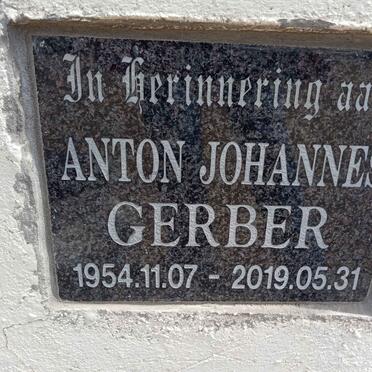 In Herinnering aa
ANTON JOHANNES
GERBER
1954.11.07 - 2019.05.31